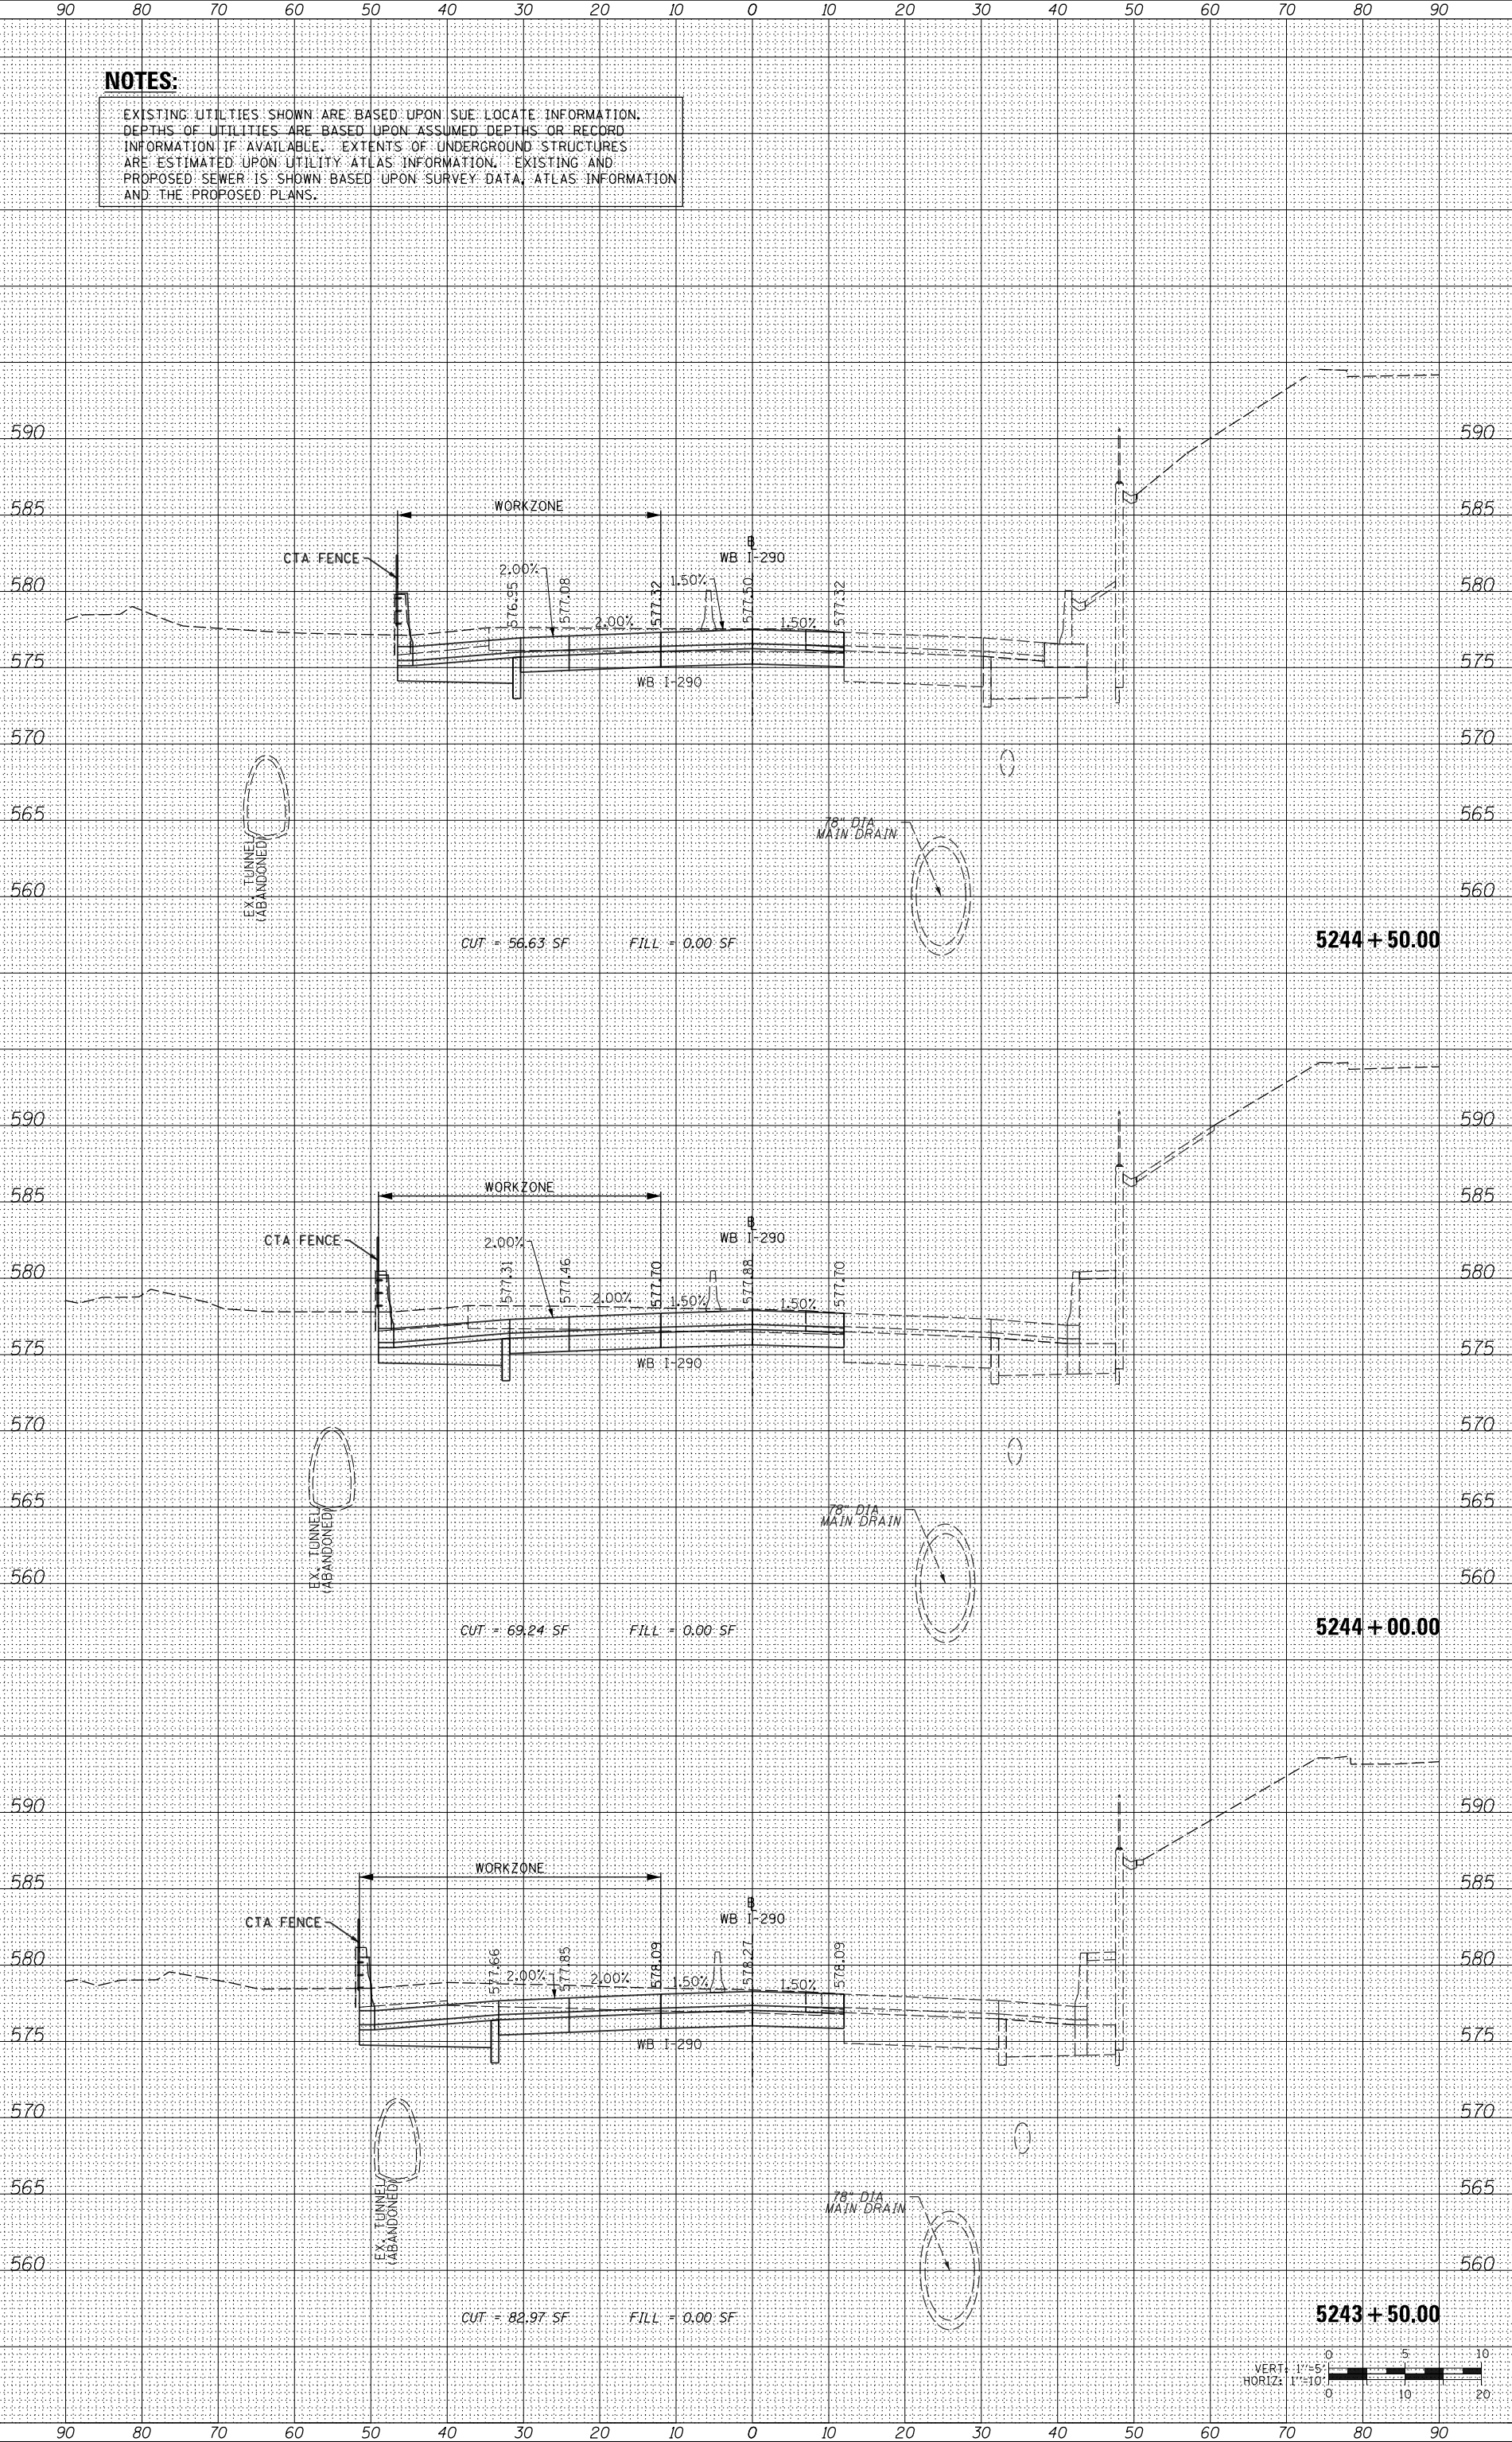 90 80 70 60 50 40 30 20 10 0 10 20 30 40 50 60 70 80 90
NOTES:
EXISTING UTILTIES SHOWN ARE BASED UPON SUE LOCATE INFORMATION.
DEPTHS OF UTILITIES ARE BASED UPON ASSUMED DEPTHS OR RECORD
INFORMATION IF AVAILABLE. EXTENTS OF UNDERGROUND STRUCTURES
ARE ESTIMATED UPON UTILITY ATLAS INFORMATION. EXISTING AND
PROPOSED SEWER IS SHOWN BASED UPON SURVEY DATA, ATLAS INFORMATION
AND THE PROPOSED PLANS.
590 590
585 585
WORKZONE
CTA FENCE
WB I-290
580 580
2.00% 1.50%
576.95 577.08 577.32 577.50 577.32
2.00% 1.50%
575 575
WB I-290
570 570
565 565
78" DIA
MAIN DRAIN
EX. TUNNEL
(ABANDONED)
560 560
CUT = 56.63 SF FILL = 0.00 SF
5244+50.00
590 590
585 585
WORKZONE
CTA FENCE
WB I-290
2.00%
580 580
577.31 577.46 577.70 577.88 577.70
2.00% 1.50% 1.50%
575 575
WB I-290
570 570
565 565
78" DIA
MAIN DRAIN
EX. TUNNEL
(ABANDONED)
560 560
CUT = 69.24 SF FILL = 0.00 SF
5244+00.00
590 590
585 585
WORKZONE
CTA FENCE
WB I-290
580 580
577.66 577.85 578.09 578.27 578.09
2.00% 2.00% 1.50% 1.50%
575 575
WB I-290
570 570
565 565
78" DIA
MAIN DRAIN
EX. TUNNEL
(ABANDONED)
560 560
CUT = 82.97 SF FILL = 0.00 SF
5243+50.00
0 5 10
VERT: 1"=5'
HORIZ: 1"=10'
0 10 20
90 80 70 60 50 40 30 20 10 0 10 20 30 40 50 60 70 80 90